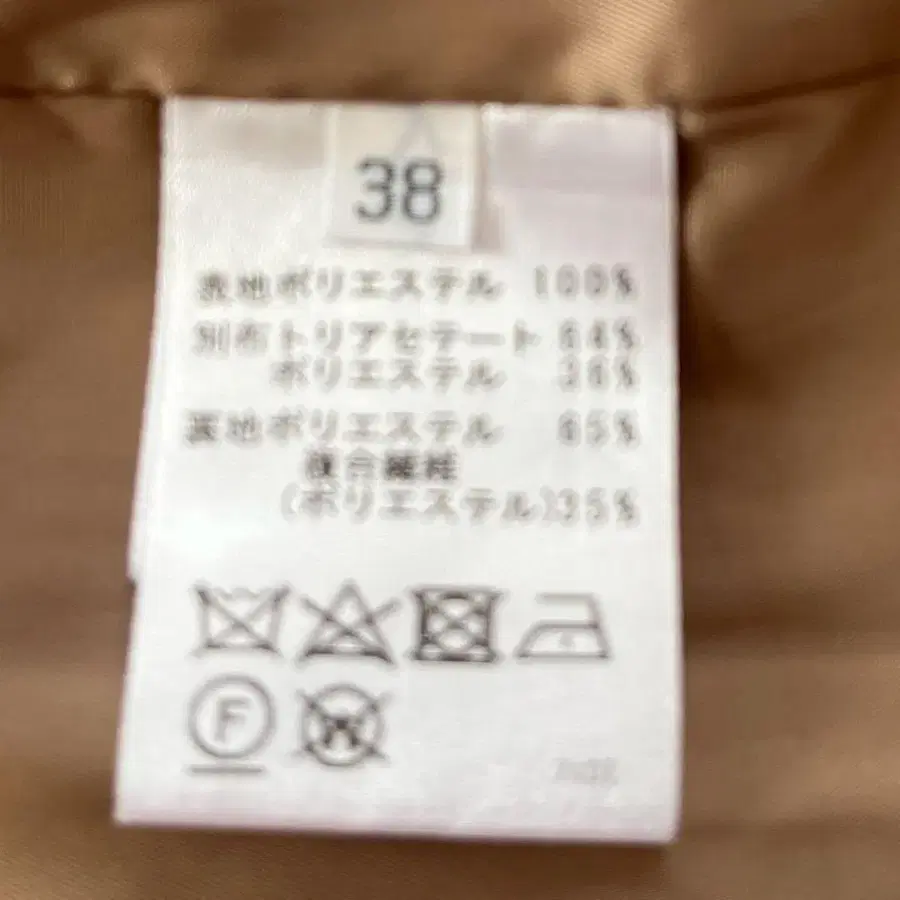 38
表地ポリエステル 100%
別布トリアセテート 64%
ポリエステル 36%
裏地ポリエステル 65%
複合繊維
(ポリエステル)35%
F
W